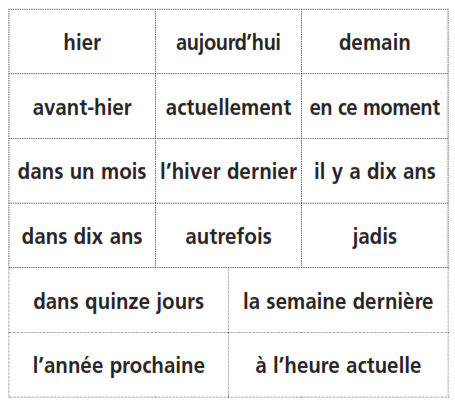 hier aujourd’hui demain
avant-hier actuellement en ce moment
dans un mois l’hiver dernier il y a dix ans
dans dix ans autrefois jadis
dans quinze jours la semaine dernière
l’année prochaine à l’heure actuelle